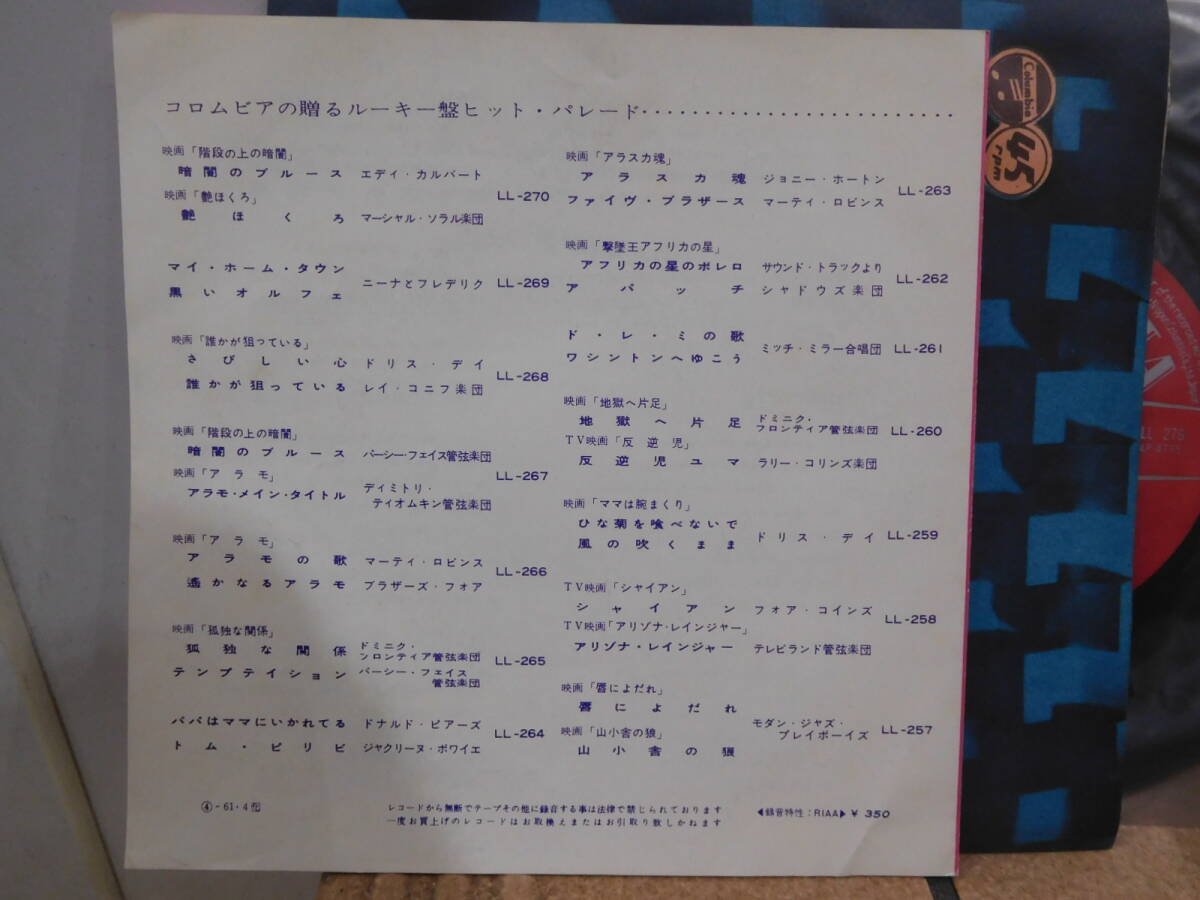 コロムビアの贈るルーキー盤ヒット・パレード・・・・・・・・・・・・・・・・・・・・・・・・
映画「階段の上の暗闇」
暗闇のブルース エディ・カルバート
映画「艶ほくろ」
LL-270
艶ほくろ マーシャル・ソラル楽団
マイ・ホーム・タウン
ニーナとフレデリク LL-269
黒いオルフェ
映画「誰かが狙っている」
さびしい心 ドリス・デイ
LL-268
誰かが狙っている レイ・コニフ楽団
映画「階段の上の暗闇」
暗闇のブルース パーシー・フェイス管弦楽団
LL-267
映画「アラモ」
アラモ・メイン・タイトル ディミトリ・
ティオムキン管弦楽団
映画「アラモ」
アラモの歌 マーティ・ロビンス
LL-266
遙かなるアラモ ブラザーズ・フォア
映画「孤独な関係」
孤独な関係 ドミニク・
フロンティア管弦楽団
LL-265
テンプテイション パーシー・フェイス
管弦楽団
パパはママにいかれてる ドナルド・ピアーズ
LL-264
トム・ピリビ ジャクリーヌ・ボワイエ
映画「アラスカ魂」
アラスカ魂 ジョニー・ホートン
LL-263
ファイヴ・ブラザース マーティ・ロビンス
映画「撃墜王アフリカの星」
アフリカの星のボレロ サウンド・トラックより
LL-262
アパッチ シャドウズ楽団
ド・レ・ミの歌
ミッチ・ミラー合唱団 LL-261
ワシントンへゆこう
映画「地獄へ片足」
地獄へ片足 ドミニク・
フロンティア管弦楽団
LL-260
TV映画「反逆児」
反逆児ユマ ラリー・コリンズ楽団
映画「ママは腕まくり」
ひな菊を喰べないで
ドリス・デイ LL-259
風の吹くまま
TV映画「シャイアン」
シャイアン フォア・コインズ
LL-258
TV映画「アリゾナ・レインジャー」
アリゾナ・レインジャー テレビランド管弦楽団
映画「唇によだれ」
唇によだれ
モダン・ジャズ・
プレイボーイズ LL-257
映画「山小舎の狼」
山小舎の狼
④-61・4
レコードから無断でテープその他に録音する事は法律で禁じられております
一度お買上げのレコードはお取換えまたはお引取り致しかねます
◀録音特性：RIAA▶ ¥ 350
Columbia
45
rpm
LL 276